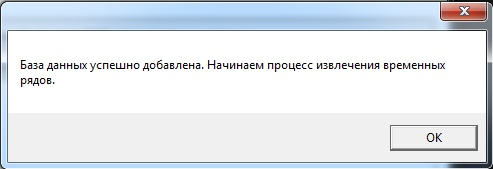 База данных успешно добавлена. Начинаем процесс извлечения временных
рядов.
OK